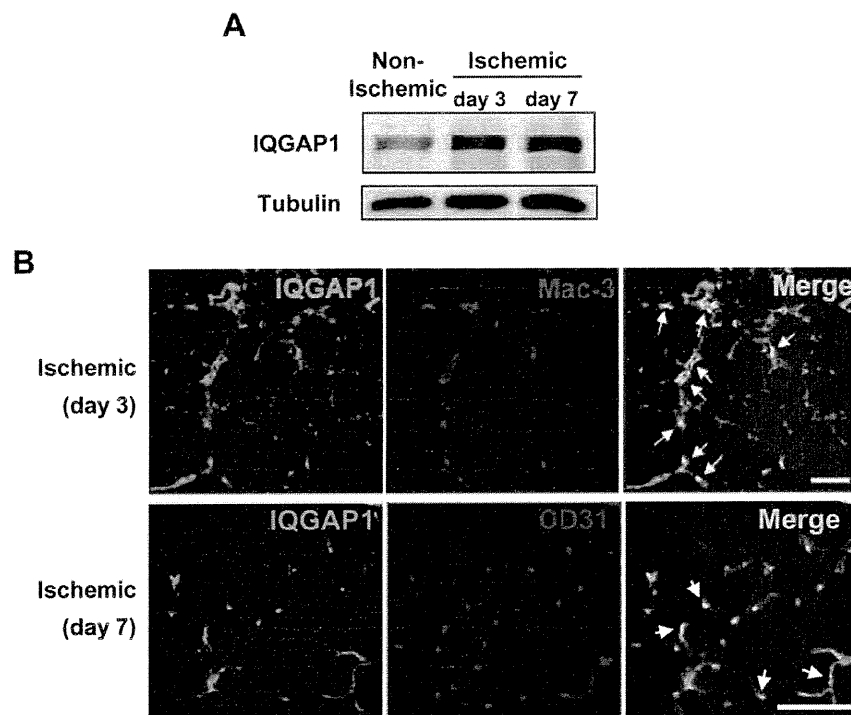 A
Non-
Ischemic
Ischemic
day 3 day 7
IQGAP1
Tubulin
B
IQGAP1 Mac-3 Merge
Ischemic
(day 3)
IQGAP1 OD31 Merge
Ischemic
(day 7)